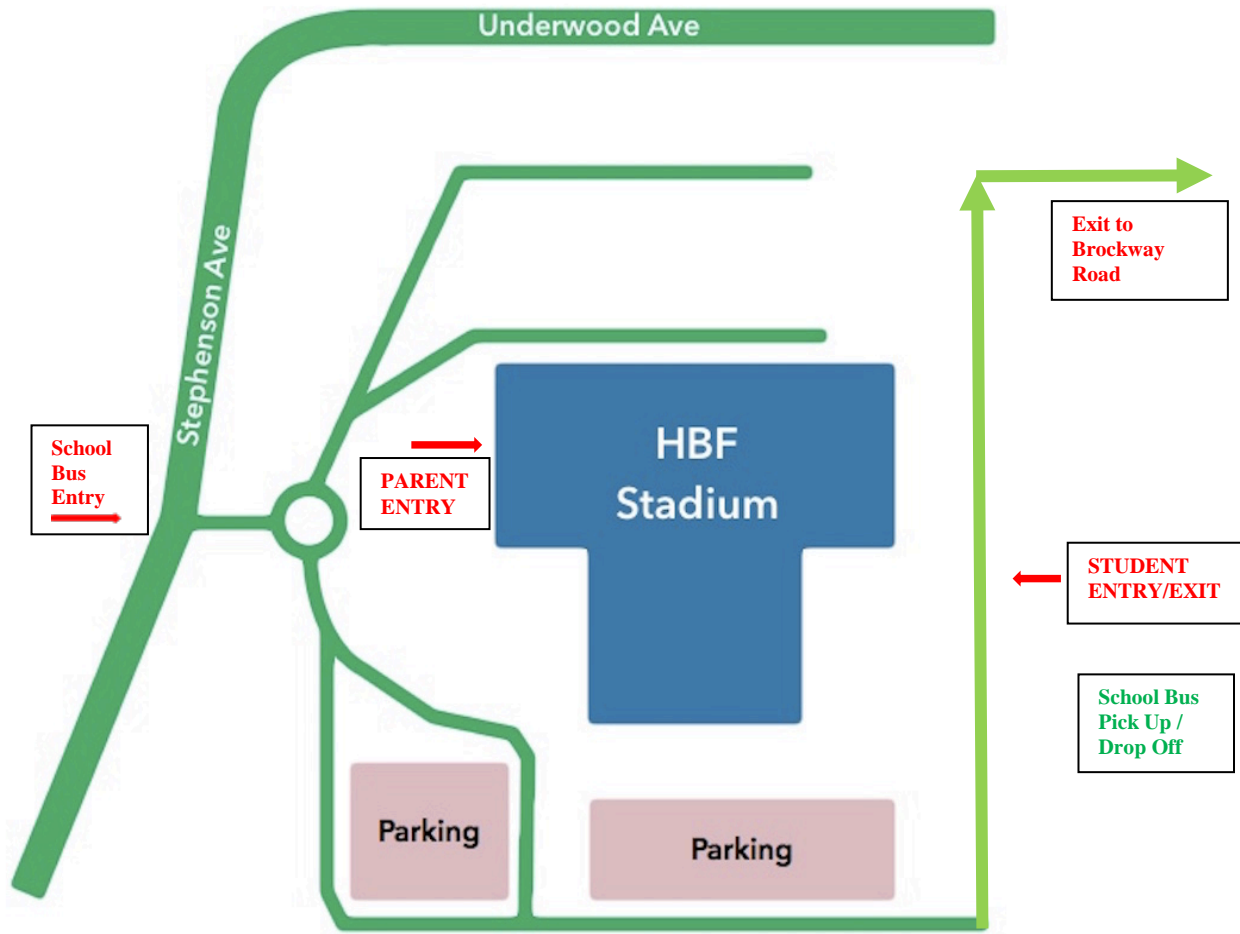 Underwood Ave
Exit to
Brockway
Road
Stephenson Ave
School
Bus
Entry
PARENT
ENTRY
HBF
Stadium
STUDENT
ENTRY/EXIT
School Bus
Pick Up /
Drop Off
Parking
Parking